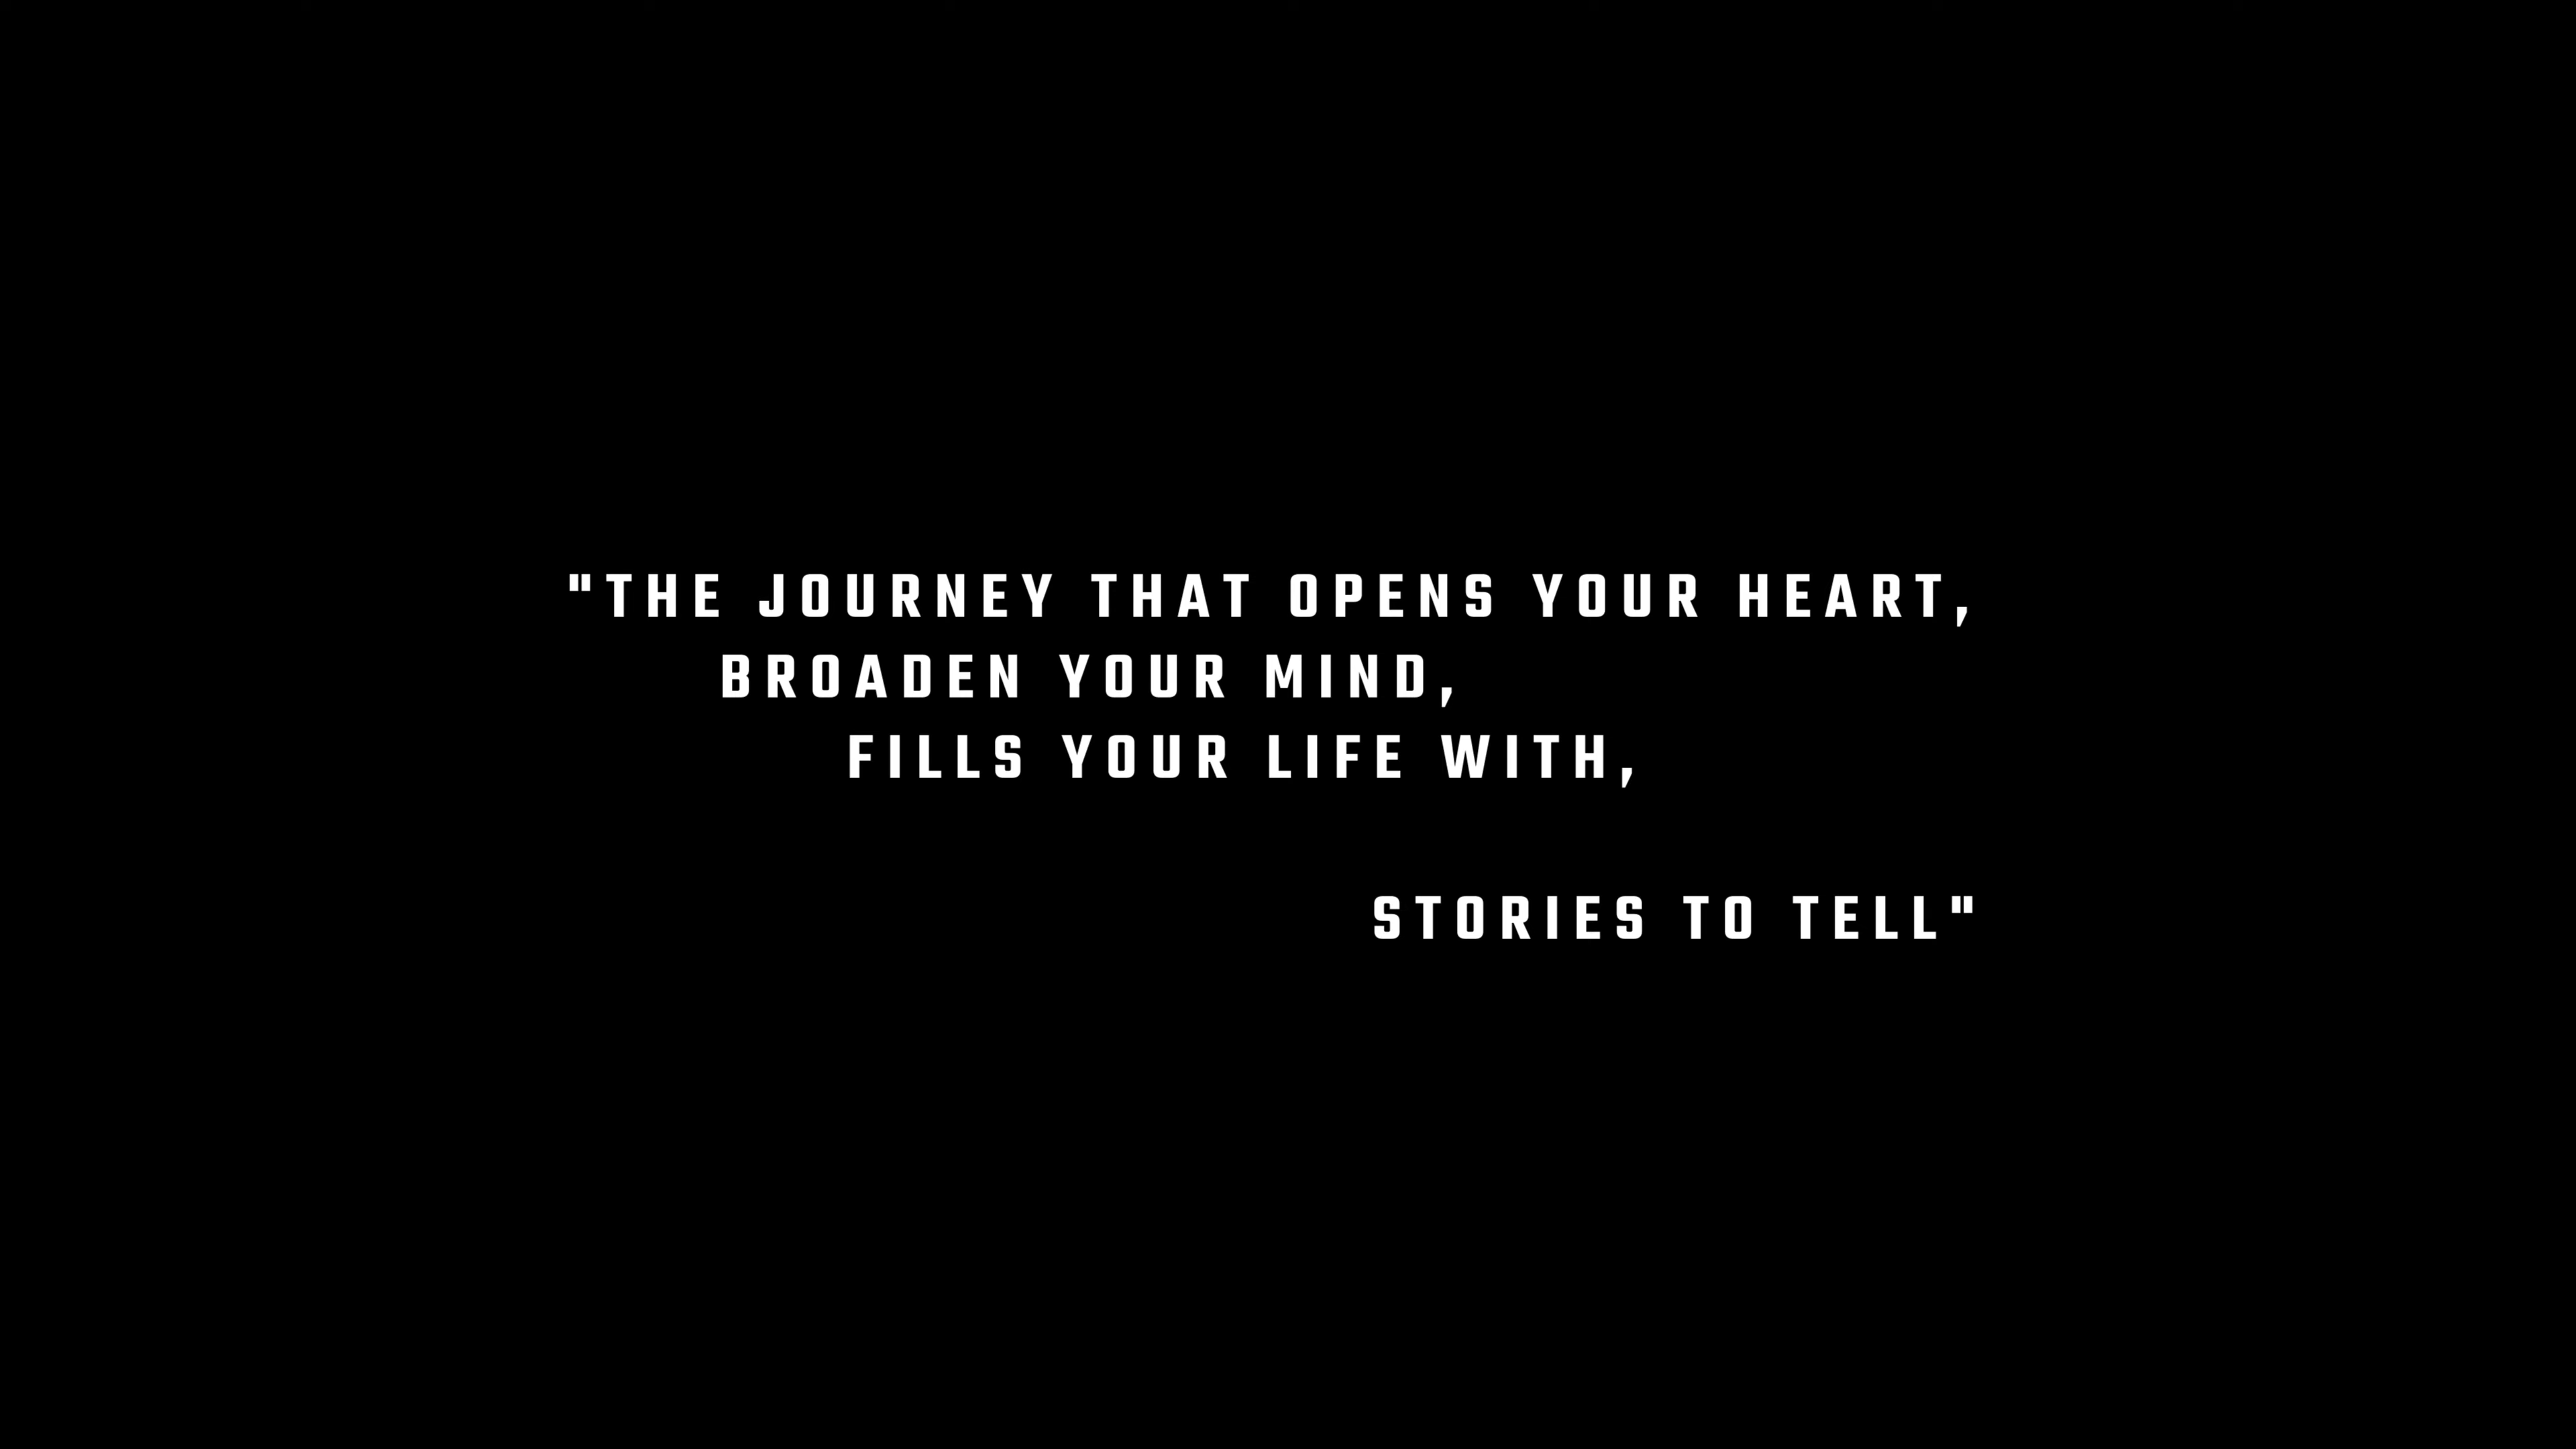 "THE JOURNEY THAT OPENS YOUR HEART,
BROADEN YOUR MIND,
FILLS YOUR LIFE WITH,
STORIES TO TELL"